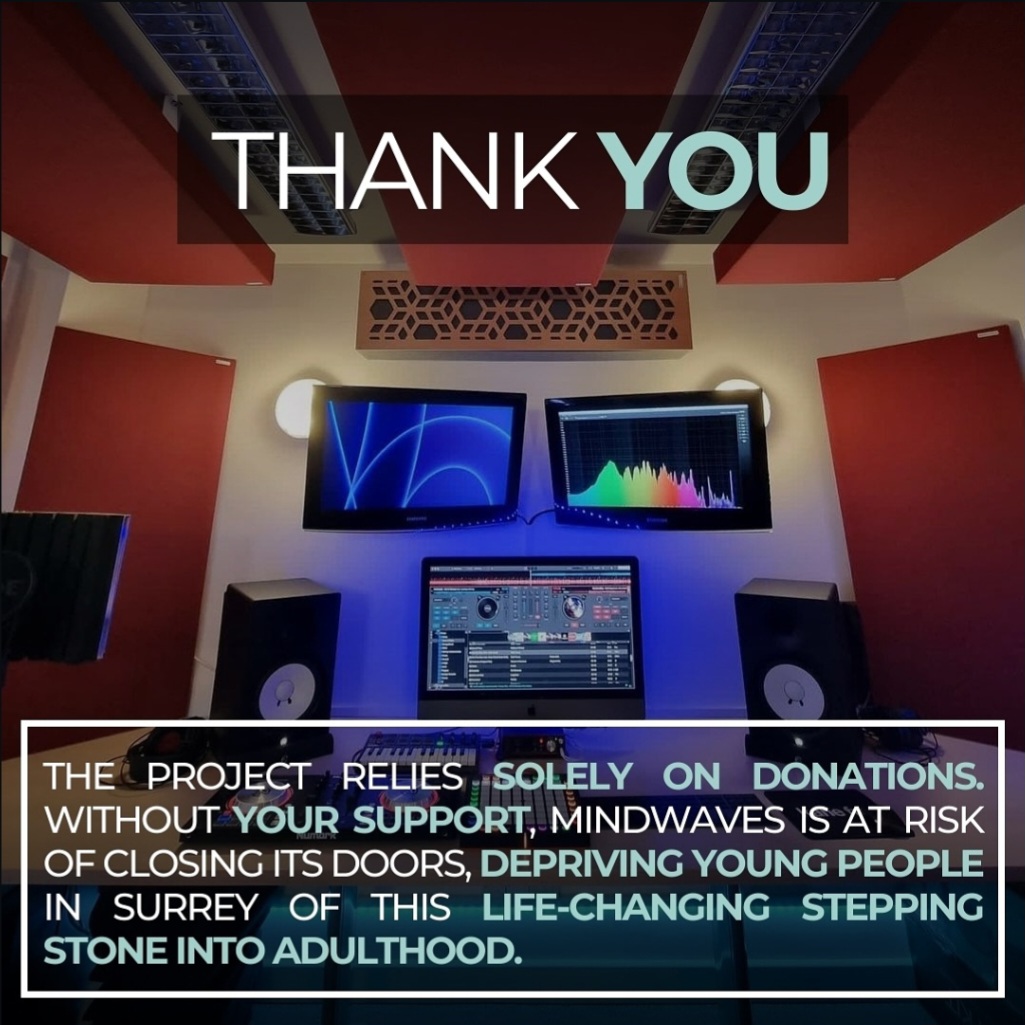 THANK YOU
THE PROJECT RELIES SOLELY ON DONATIONS.
WITHOUT YOUR SUPPORT, MINDWAVES IS AT RISK
OF CLOSING ITS DOORS, DEPRIVING YOUNG PEOPLE
IN SURREY OF THIS LIFE-CHANGING STEPPING
STONE INTO ADULTHOOD.